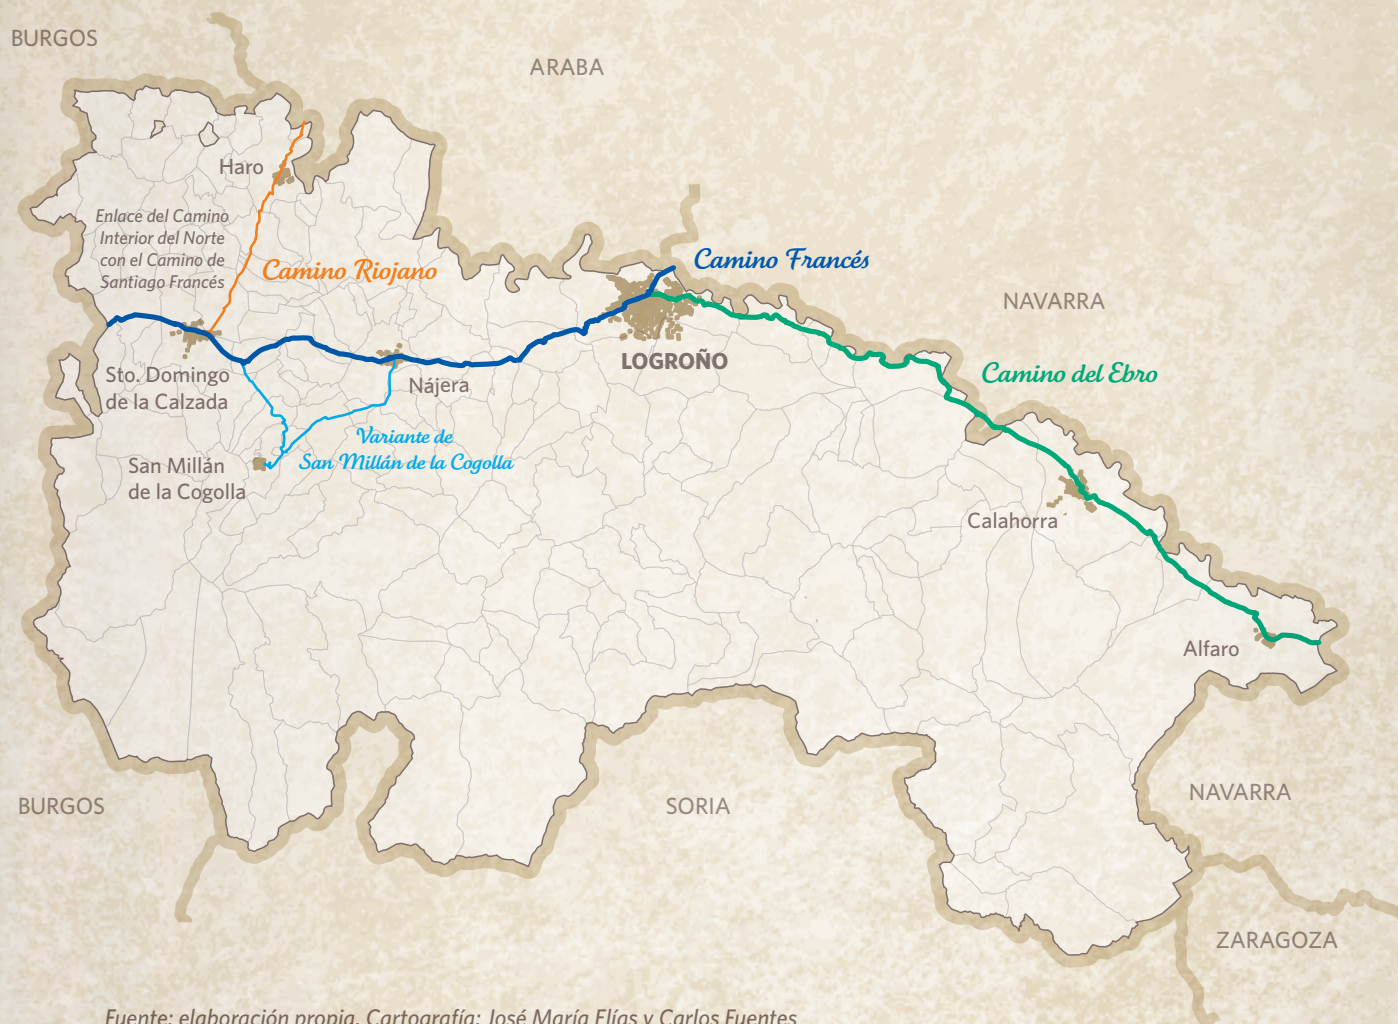 BURGOS
ARABA
Haro
Enlace del Camino
Interior del Norte
con el Camino de
Santiago Francés
Camino Riojano
Camino Francés
NAVARRA
LOGROÑO
Sto. Domingo
de la Calzada
Nájera
Camino del Ebro
Variante de
San Millán de la Cogolla
San Millán
de la Cogolla
Calahorra
Alfaro
BURGOS
SORIA
NAVARRA
ZARAGOZA
Fuente: elaboración propia. Cartografía: José María Elías y Carlos Fuentes